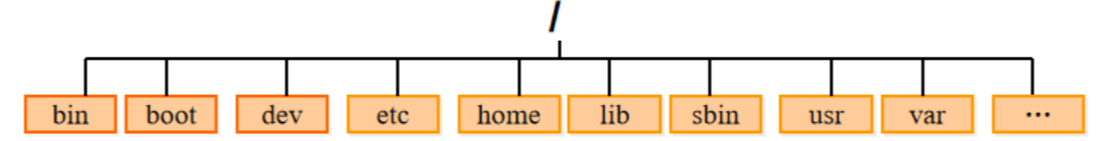 /
bin boot dev etc home lib sbin usr var ...